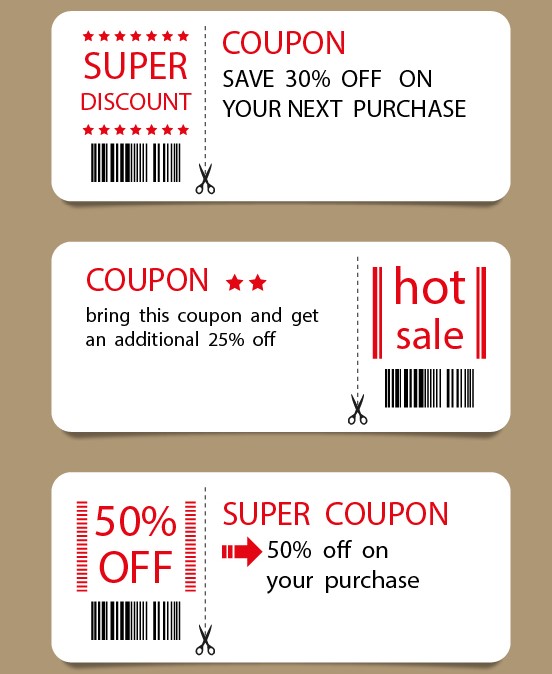 SUPER
DISCOUNT
COUPON
SAVE 30% OFF ON
YOUR NEXT PURCHASE
COUPON
bring this coupon and get
an additional 25% off
hot
sale
50%
OFF
SUPER COUPON
50% off on
your purchase